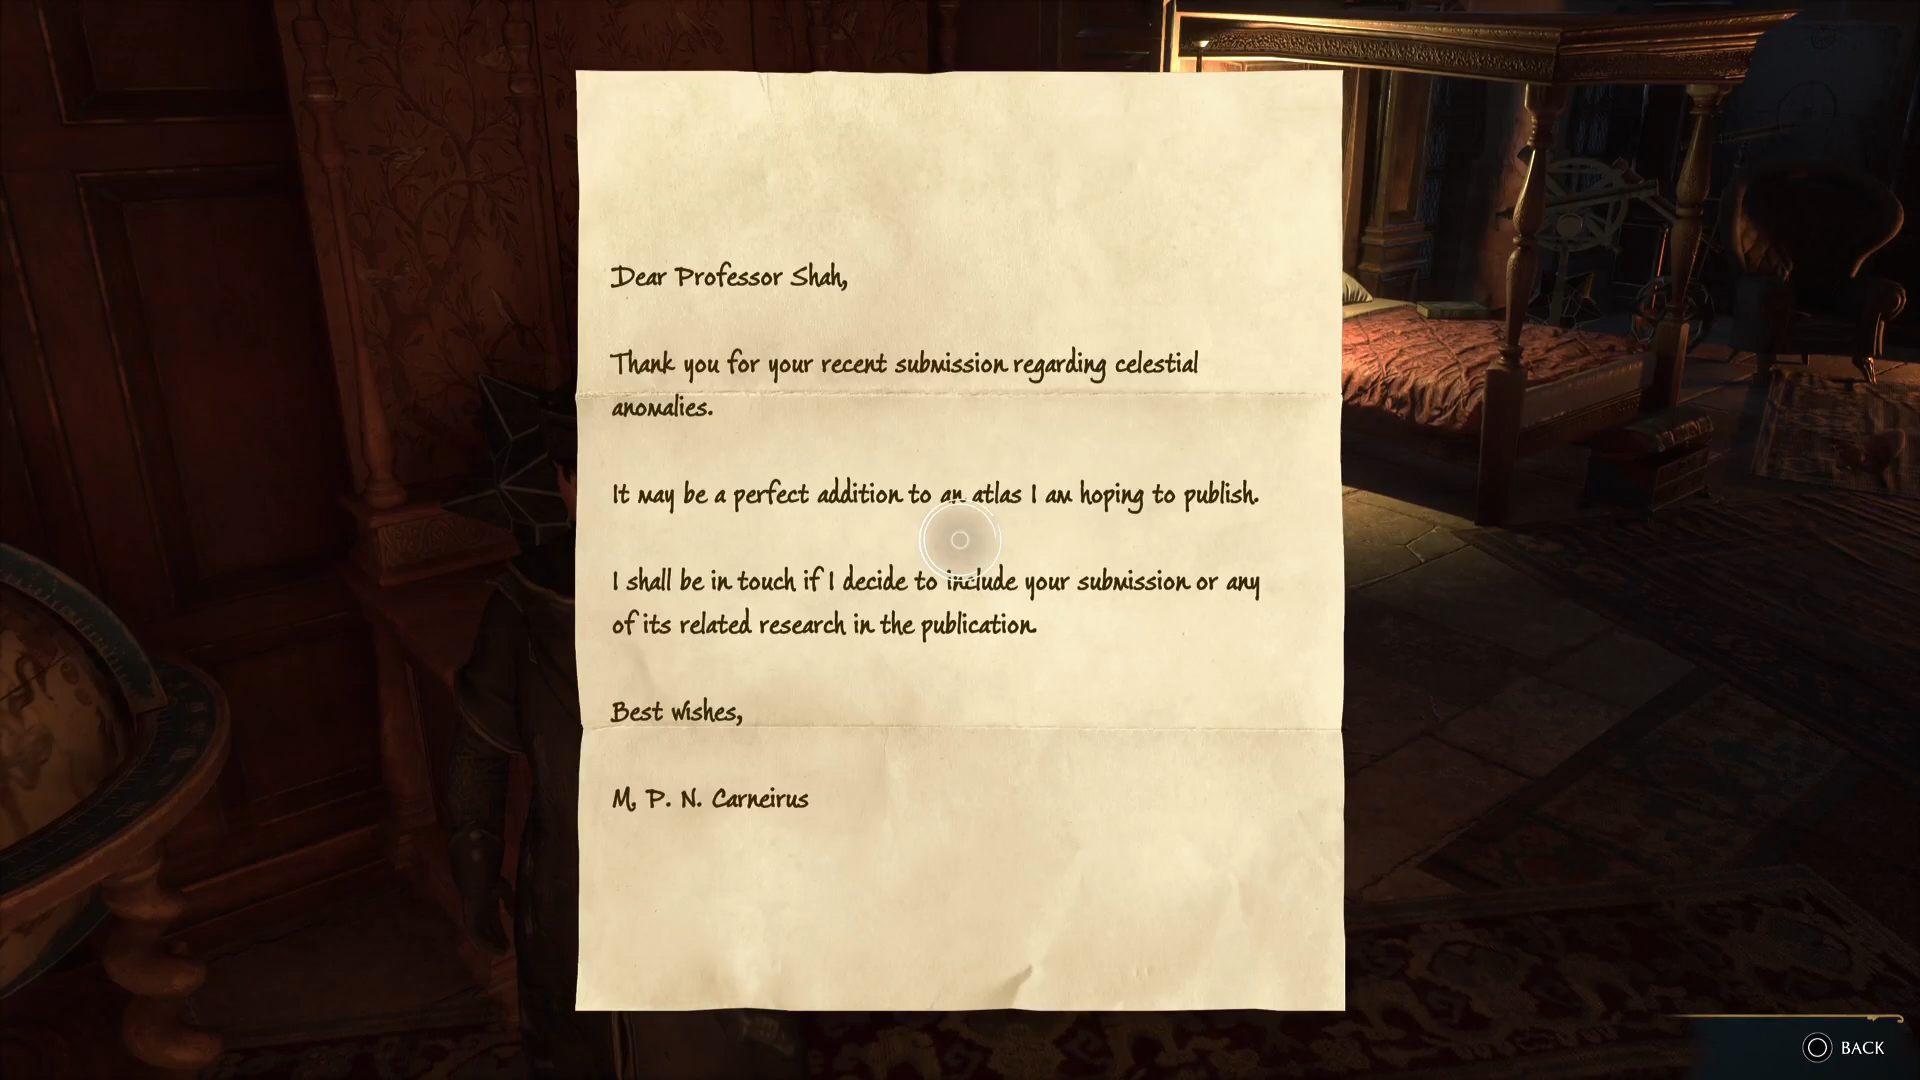 Dear Professor Shah,
Thank you for your recent submission regarding celestial
anomalies.
It may be a perfect addition to an atlas I am hoping to publish.
I shall be in touch if I decide to include your submission or any
of its related research in the publication.
Best wishes,
M. P. N. Carneirus
BACK